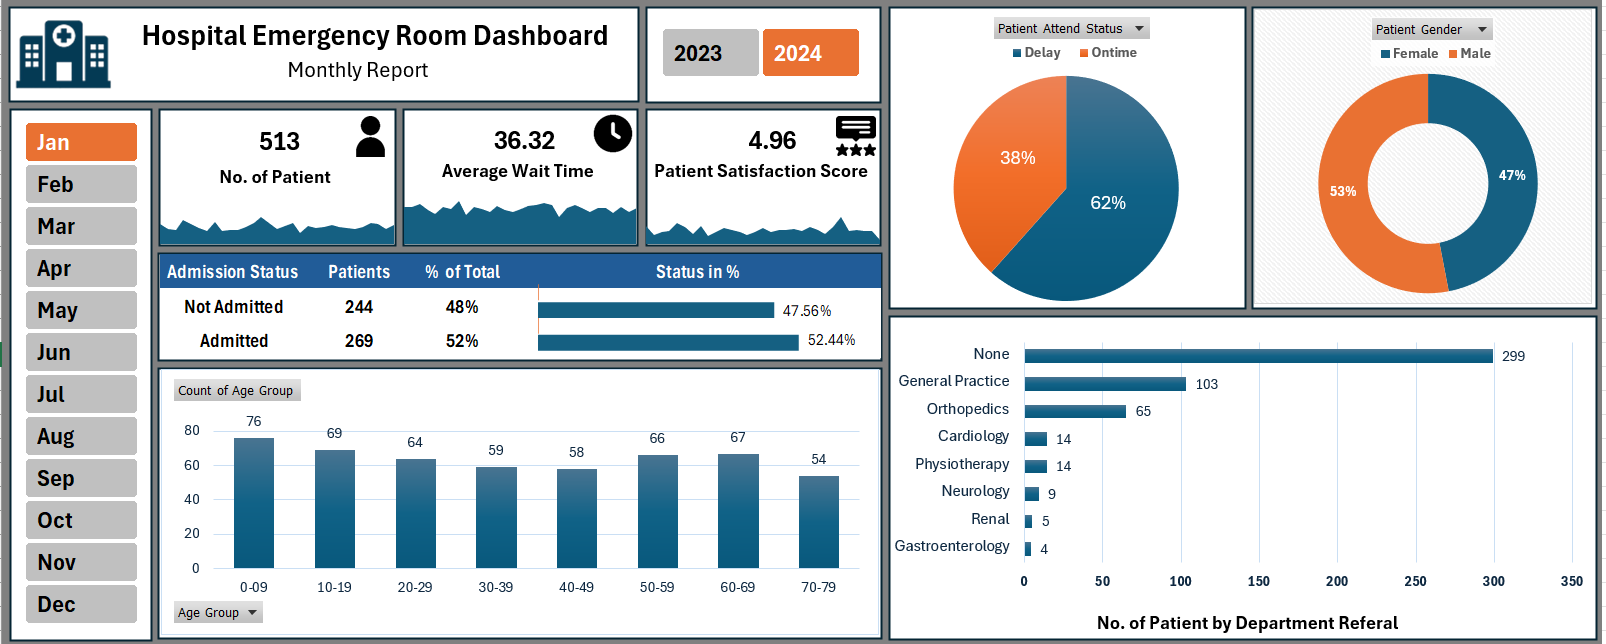 Hospital Emergency Room Dashboard
Monthly Report
2023
2024
Jan
Feb
Mar
Apr
May
Jun
Jul
Aug
Sep
Oct
Nov
Dec
513
No. of Patient
36.32
Average Wait Time
4.96
Patient Satisfaction Score
Admission Status Patients % of Total Status in %
Not Admitted 244 48% 47.56%
Admitted 269 52% 52.44%
Count of Age Group
76 69 64 59 58 66 67 54
80
60
40
20
0
0-09 10-19 20-29 30-39 40-49 50-59 60-69 70-79
Age Group
Patient Attend Status
Delay Ontime
38%
62%
Patient Gender
Female Male
53%
47%
None 299
General Practice 103
Orthopedics 65
Cardiology 14
Physiotherapy 14
Neurology 9
Renal 5
Gastroenterology 4
0 50 100 150 200 250 300 350
No. of Patient by Department Referal